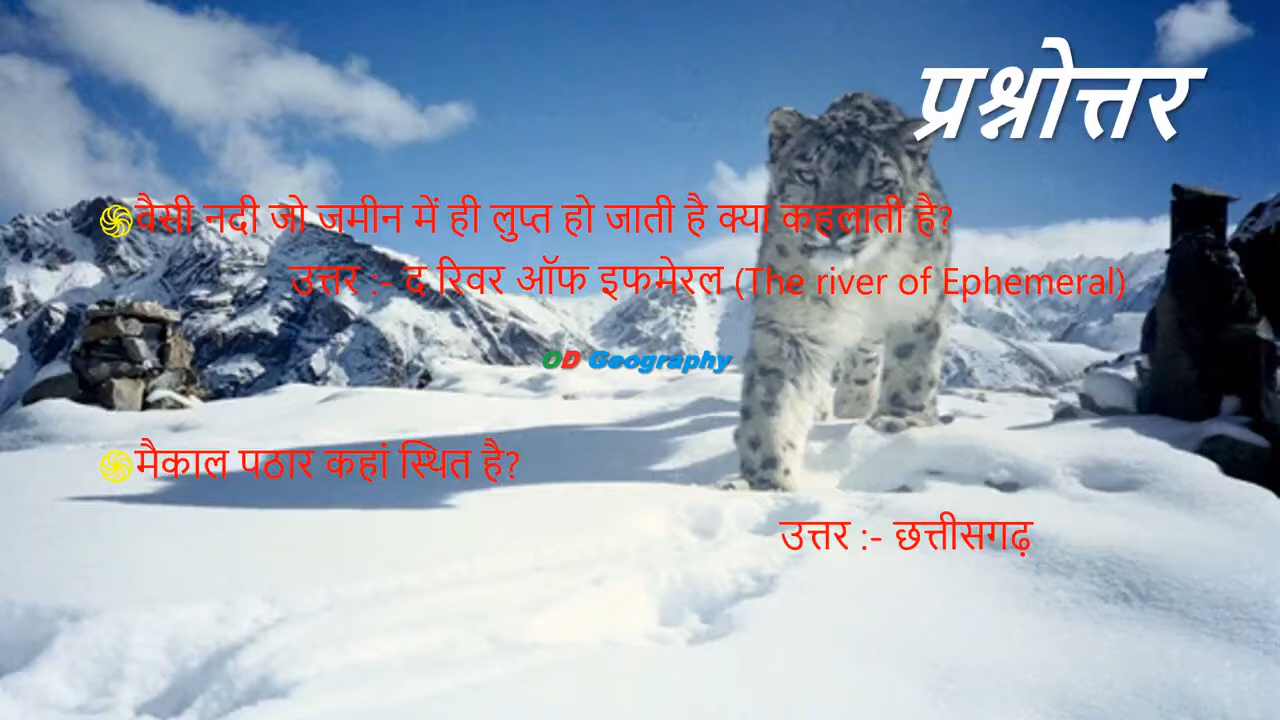 प्रश्नोत्तर
वैसी नदी जो जमीन में ही लुप्त हो जाती है क्या कहलाती है?
उत्तर :- द रिवर ऑफ इफमेरल (The river of Ephemeral)
OD Geography
मैकाल पठार कहां स्थित है?
उत्तर :- छत्तीसगढ़